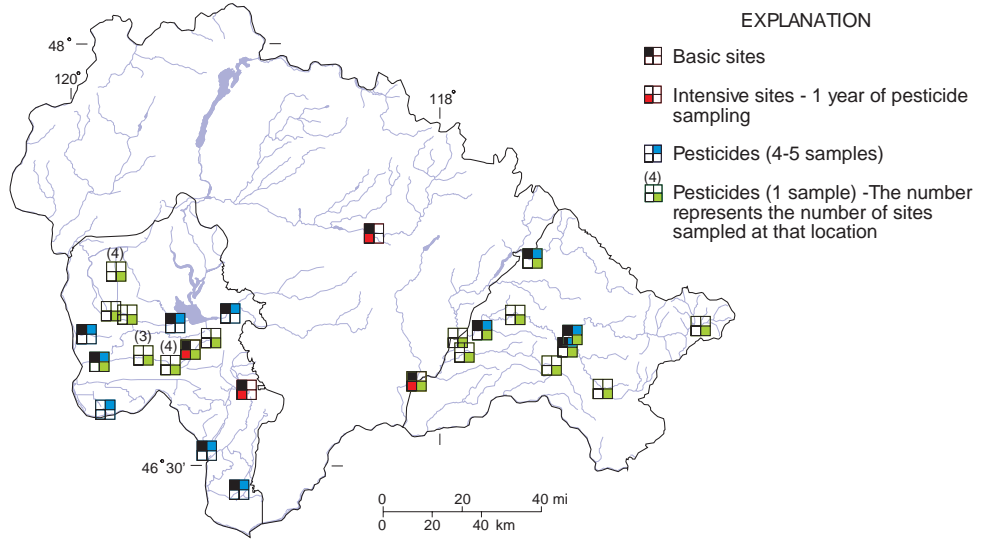 EXPLANATION
Basic sites
Intensive sites - 1 year of pesticide
sampling
Pesticides (4-5 samples)
(4)
Pesticides (1 sample) -The number
represents the number of sites
sampled at that location
48°
120°
118°
(4)
(3)
(4)
46°30'
0 20 40 mi
0 20 40 km